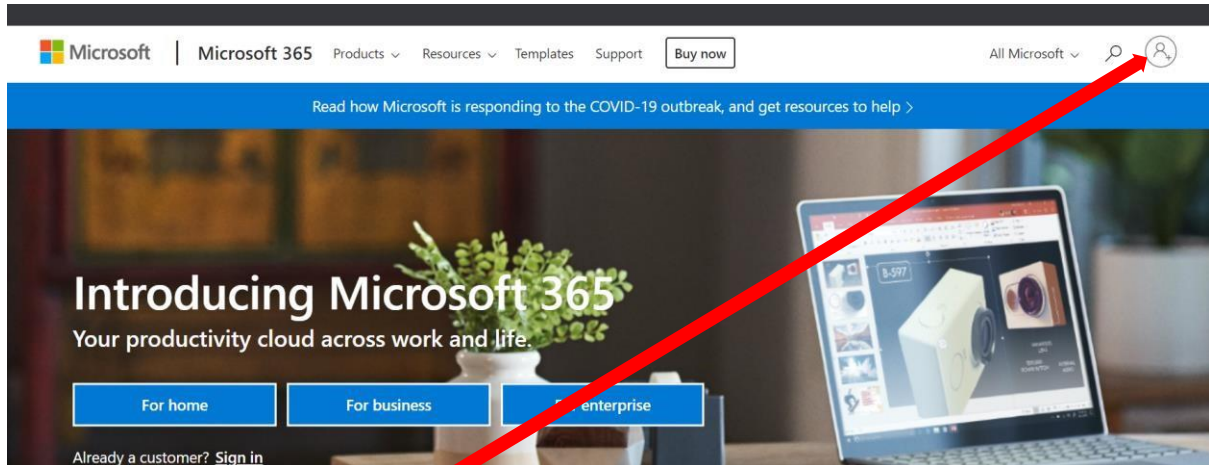 Microsoft Microsoft 365 Products Resources Templates Support Buy now All Microsoft
Read how Microsoft is responding to the COVID-19 outbreak, and get resources to help >
B-597
Introducing Microsoft 365
Your productivity cloud across work and life.
For home For business enterprise
Already a customer? Sign in